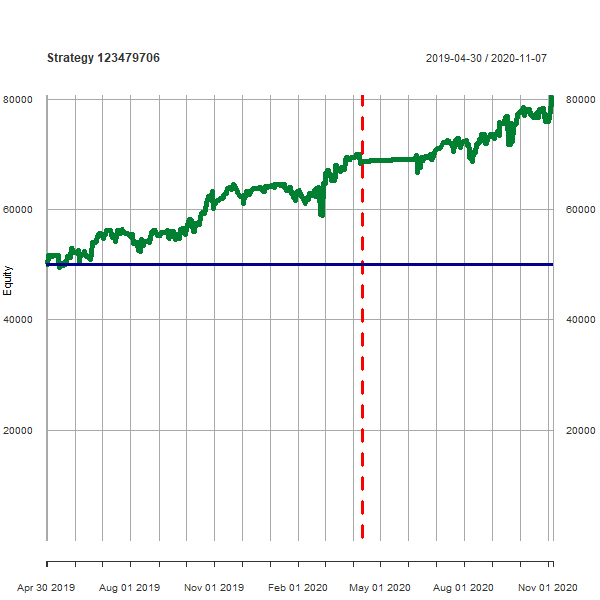 Strategy 123479706
2019-04-30 / 2020-11-07
80000
80000
60000
60000
Equity
40000
40000
20000
20000
Apr 30 2019
Aug 01 2019
Nov 01 2019
Feb 01 2020
May 01 2020
Aug 01 2020
Nov 01 2020